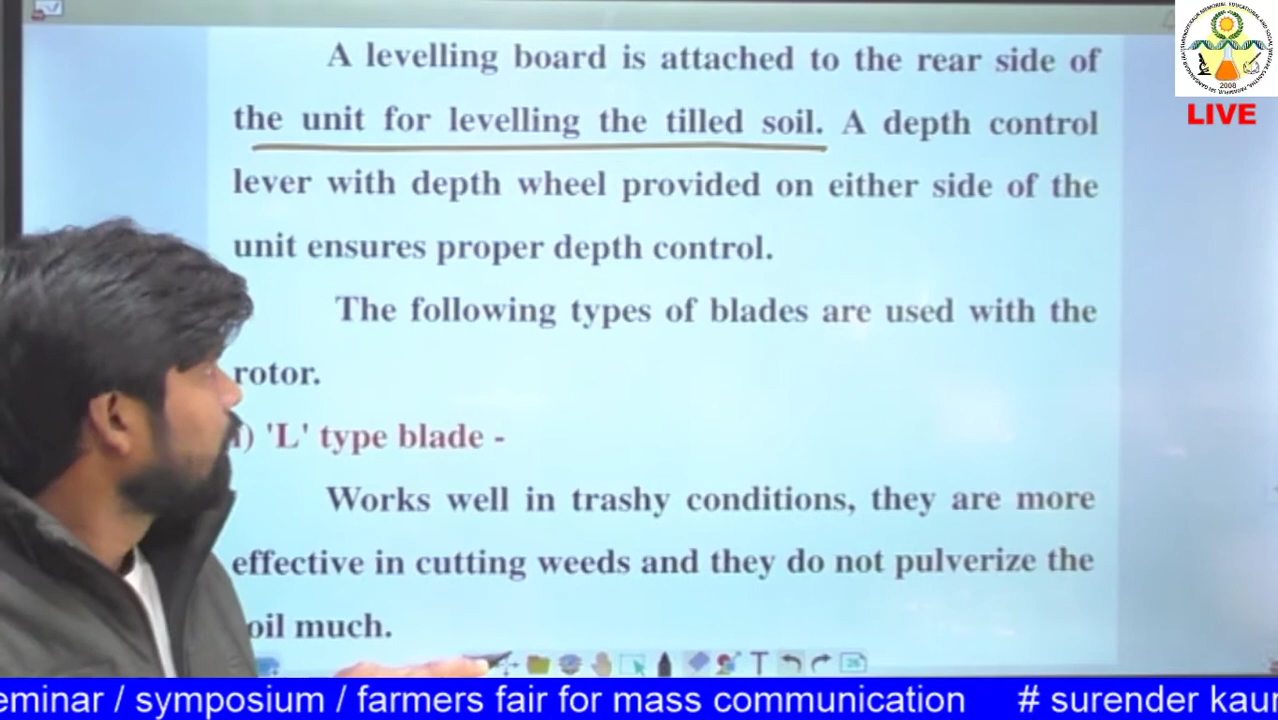 A levelling board is attached to the rear side of
the unit for levelling the tilled soil. A depth control
lever with depth wheel provided on either side of the
unit ensures proper depth control.
The following types of blades are used with the
rotor.
'L' type blade -
Works well in trashy conditions, they are more
effective in cutting weeds and they do not pulverize the
oil much.
2008
LIVE
eminar / symposium / farmers fair for mass communication # surender kaur